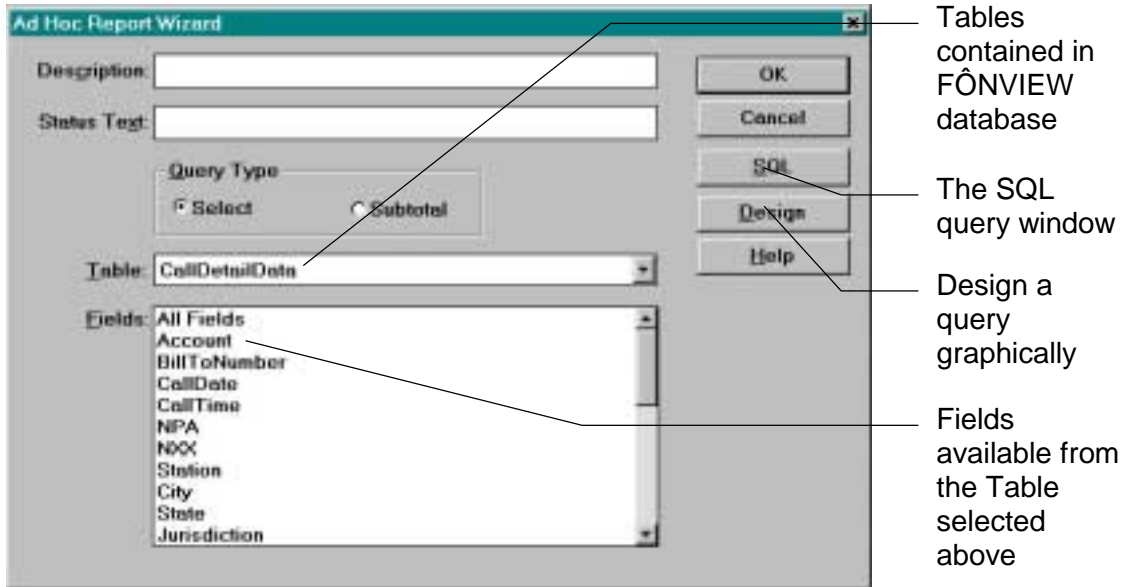 Ad Hoc Report Wizard
Description:
OK
Status Text:
Cancel
Query Type
Select
Subtotal
SQL
Design
Table:
CallDetailData
Help
Fields:
All Fields
Account
BillToNumber
CallDate
CallTime
NPA
NXX
Station
City
State
Jurisdiction
Tables
contained in
FÔNVIEW
database
The SQL
query window
Design a
query
graphically
Fields
available from
the Table
selected
above